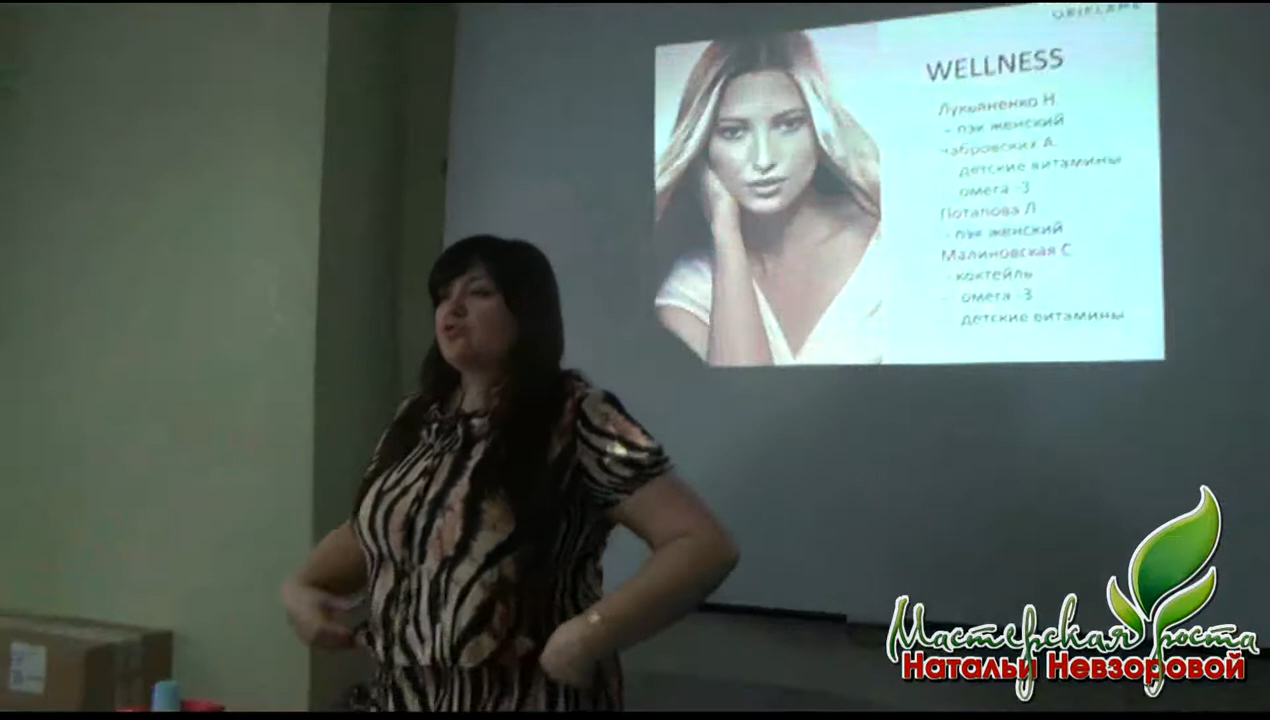 ORIFLAME
WELLNESS
Лукьяненко Н.
- пэк женский
Чабровских А.
детские витамины
омега -3
Потапова Л
- пэк женский
Малиновская С
- коктейль
- омега -3
детские витамины
Мастерская роста
Натальи Невзоровой